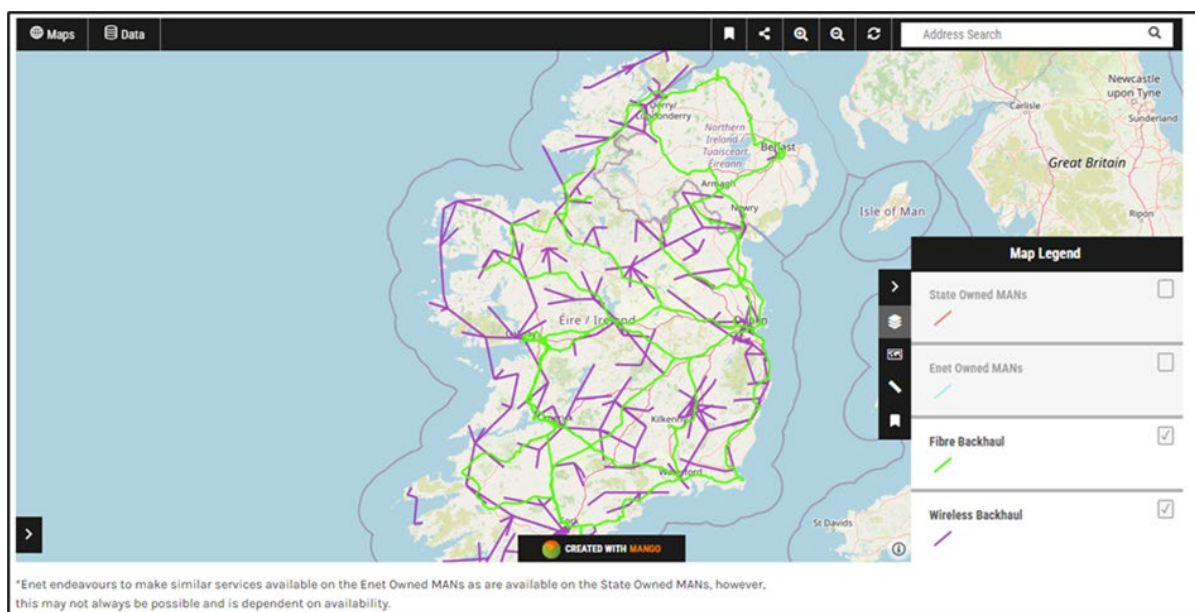 Maps
Data
Address Search
Newcastle
upon Tyne
Carlisle
Sunderland
Derry/
Londonderry
Northern
Ireland /
Tuaisceart
Éireann
Belfast
Great Britain
Armagh
Newry
Isle of Man
Ripon
Map Legend
State Owned MANs
Éire / Ireland
Enet Owned MANs
Fibre Backhaul
Wireless Backhaul
St Davids
CREATED WITH MANGO
*Enet endeavours to make similar services available on the Enet Owned MANs as are available on the State Owned MANs, however,
this may not always be possible and is dependent on availability.